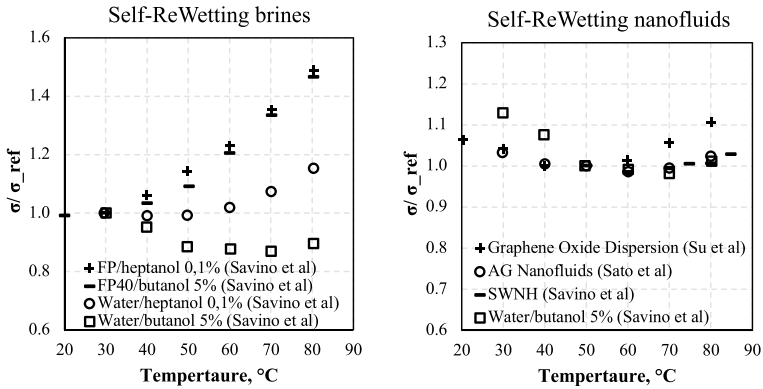 Self-ReWetting brines
1.6
1.4
1.2
1.0
0.8
0.6
σ/ σ_ref
FP/heptanol 0,1% (Savino et al)
FP40/butanol 5% (Savino et al)
Water/heptanol 0,1% (Savino et al)
Water/butanol 5% (Savino et al)
20 30 40 50 60 70 80 90
Tempertaure, °C
Self-ReWetting nanofluids
1.3
1.2
1.1
1.0
0.9
0.8
0.7
0.6
σ/ σ_ref
Graphene Oxide Dispersion (Su et al)
AG Nanofluids (Sato et al)
SWNH (Savino et al)
Water/butanol 5% (Savino et al)
20 30 40 50 60 70 80 90
Tempertaure, °C